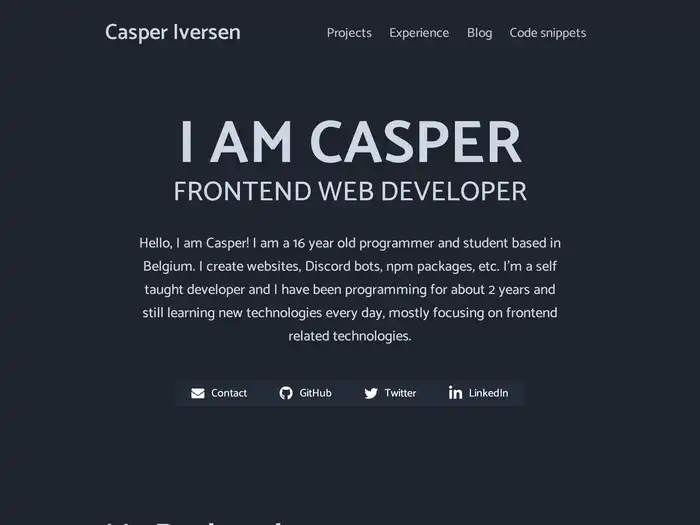 Casper Iversen
Projects Experience Blog Code snippets
I AM CASPER
FRONTEND WEB DEVELOPER
Hello, I am Casper! I am a 16 year old programmer and student based in
Belgium. I create websites, Discord bots, npm packages, etc. I'm a self
taught developer and I have been programming for about 2 years and
still learning new technologies every day, mostly focusing on frontend
related technologies.
Contact GitHub Twitter LinkedIn